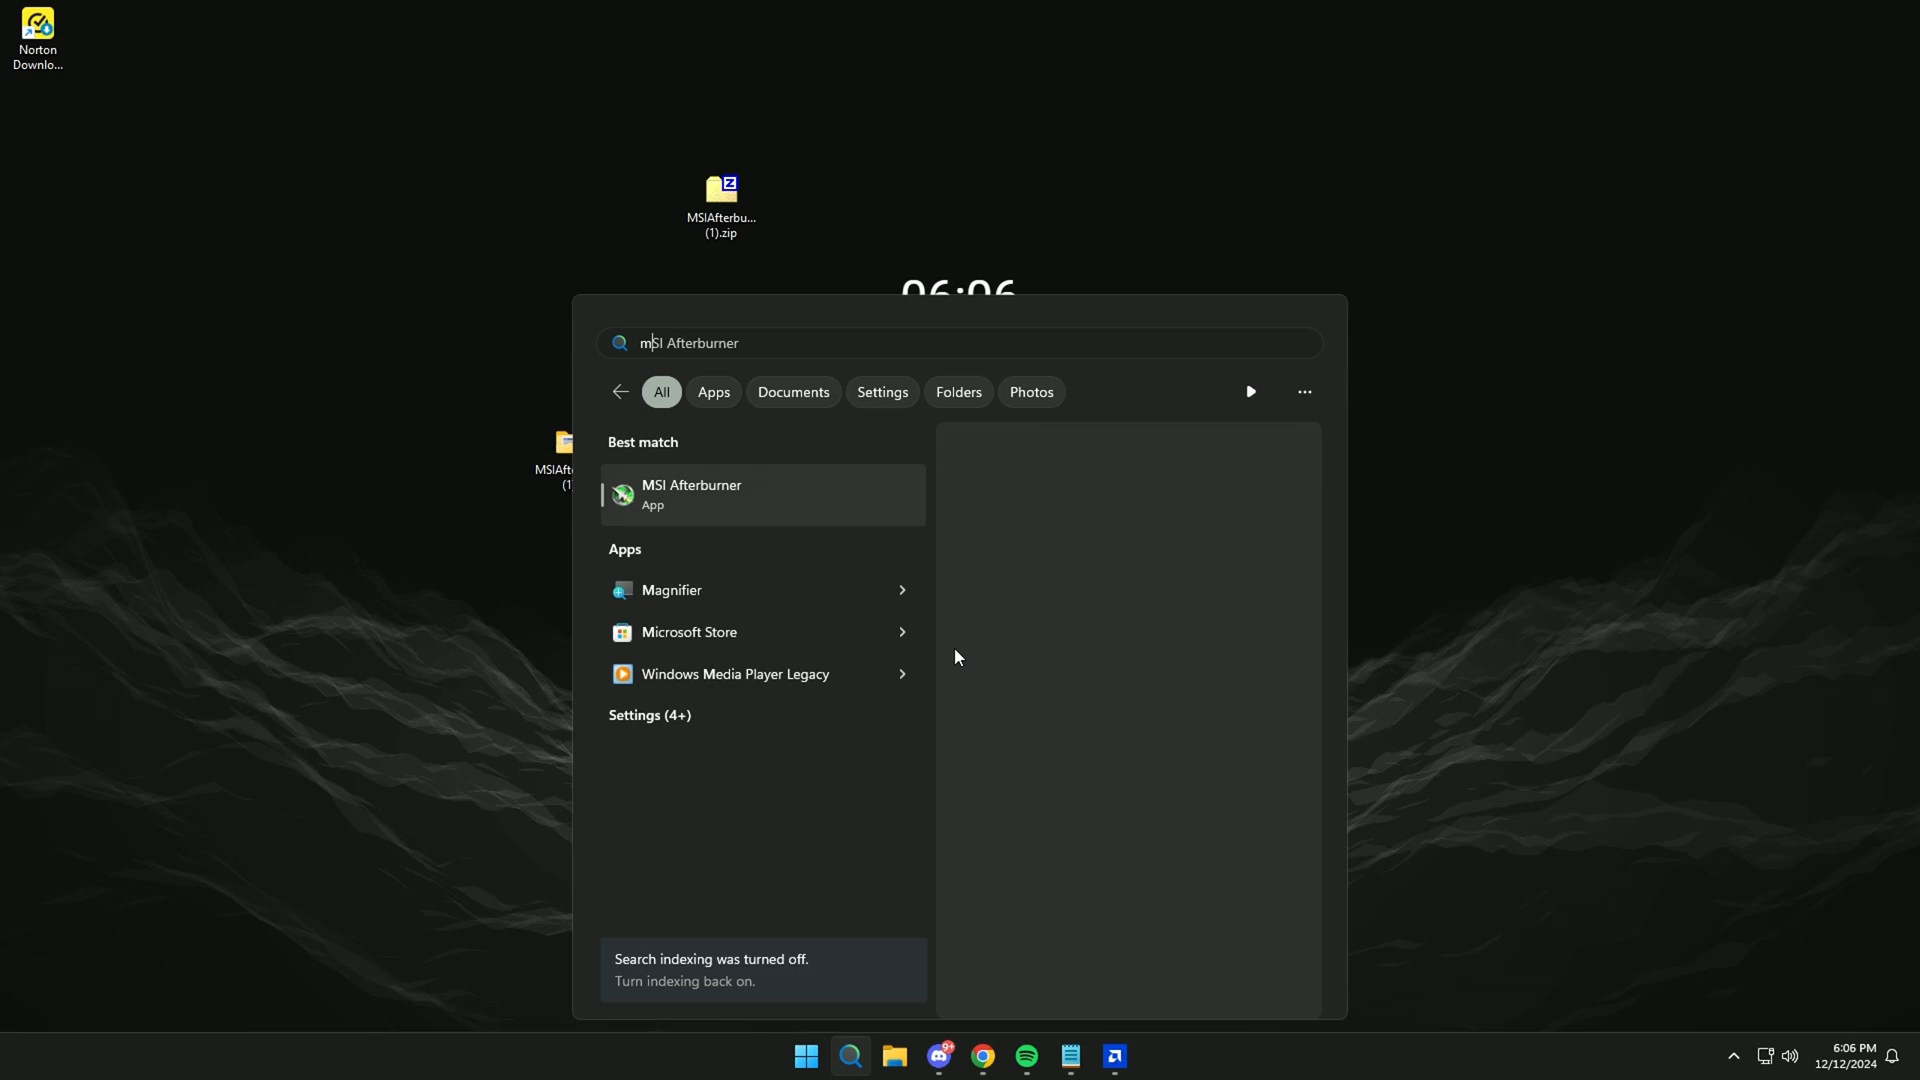 Norton
Downlo...
MSIAfterbu...
(1).zip
06:06
mSI Afterburner
All
Apps
Documents
Settings
Folders
Photos
Best match
MSI Afterburner
App
MSIAft
(1
Apps
Magnifier
Microsoft Store
Windows Media Player Legacy
Settings (4+)
Search indexing was turned off.
Turn indexing back on.
9+
6:06 PM
12/12/2024